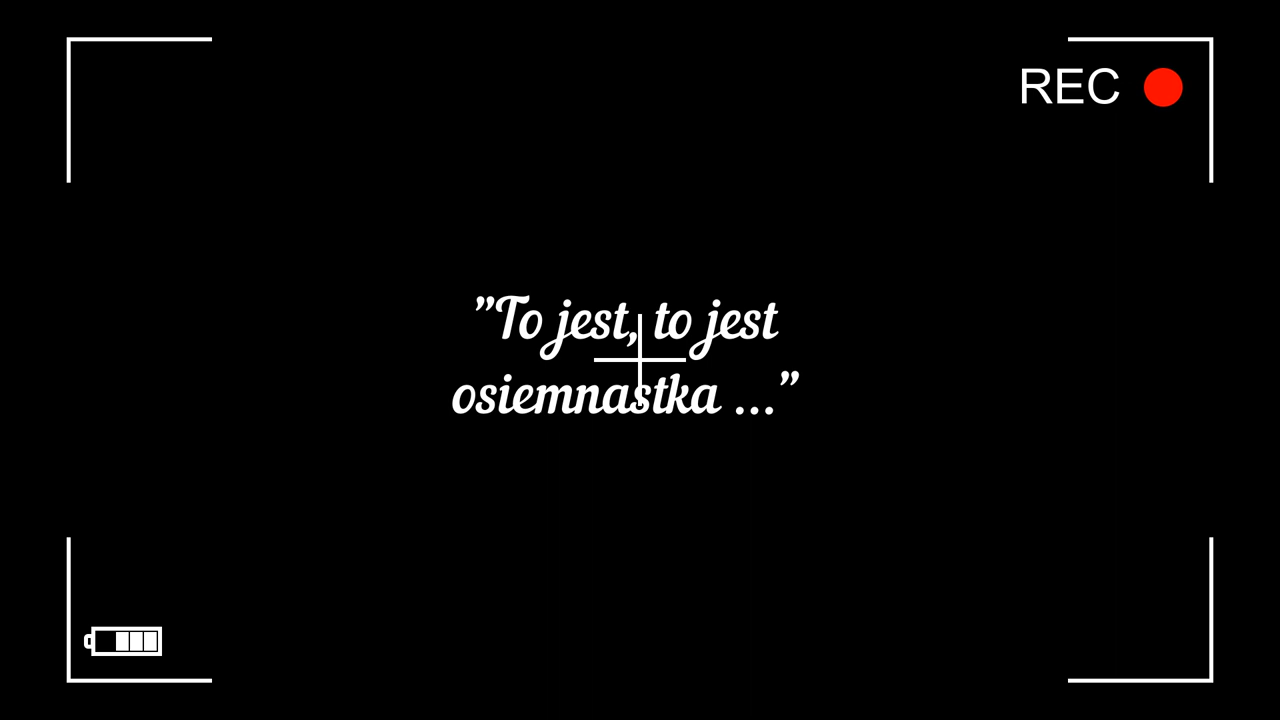 REC
”To jest, to jest
osiemnastka ...”